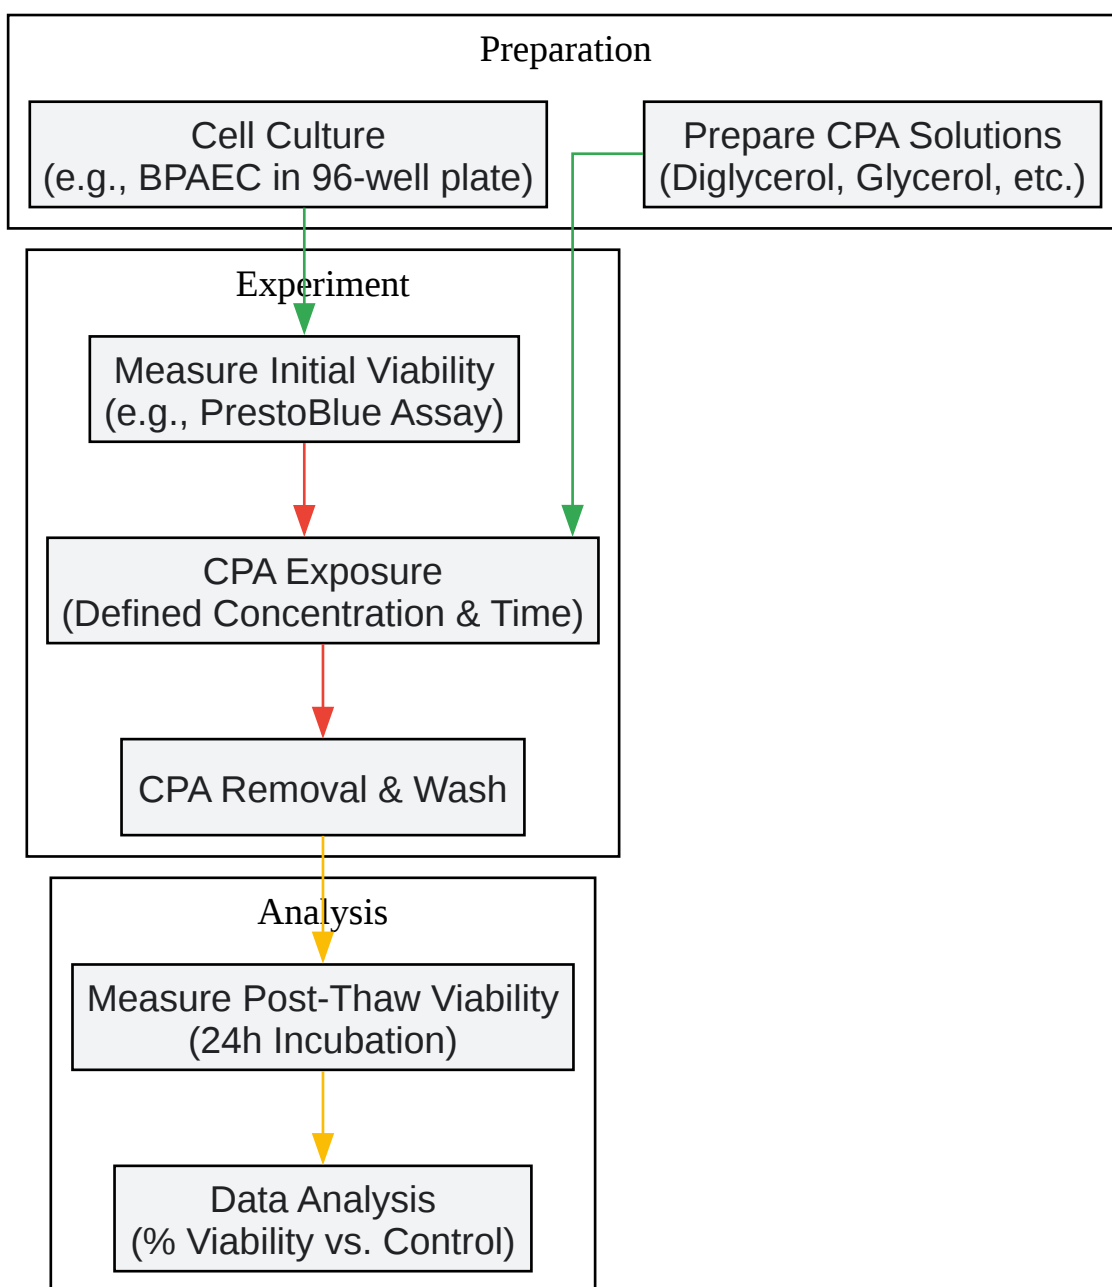 Preparation
Cell Culture
(e.g., BPAEC in 96-well plate)
Prepare CPA Solutions
(Diglycerol, Glycerol, etc.)
Experiment
Measure Initial Viability
(e.g., PrestoBlue Assay)
CPA Exposure
(Defined Concentration & Time)
CPA Removal & Wash
Analysis
Measure Post-Thaw Viability
(24h Incubation)
Data Analysis
(% Viability vs. Control)